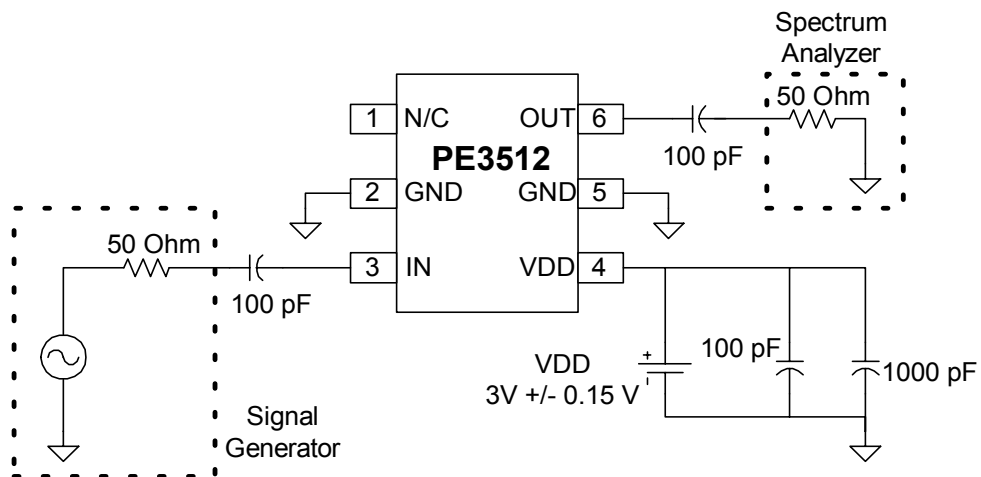 Spectrum
Analyzer
50 Ohm
1 N/C OUT 6
PE3512
100 pF
2 GND GND 5
50 Ohm
3 IN VDD 4
100 pF
VDD
3V +/- 0.15 V
+
-
100 pF
1000 pF
Signal
Generator